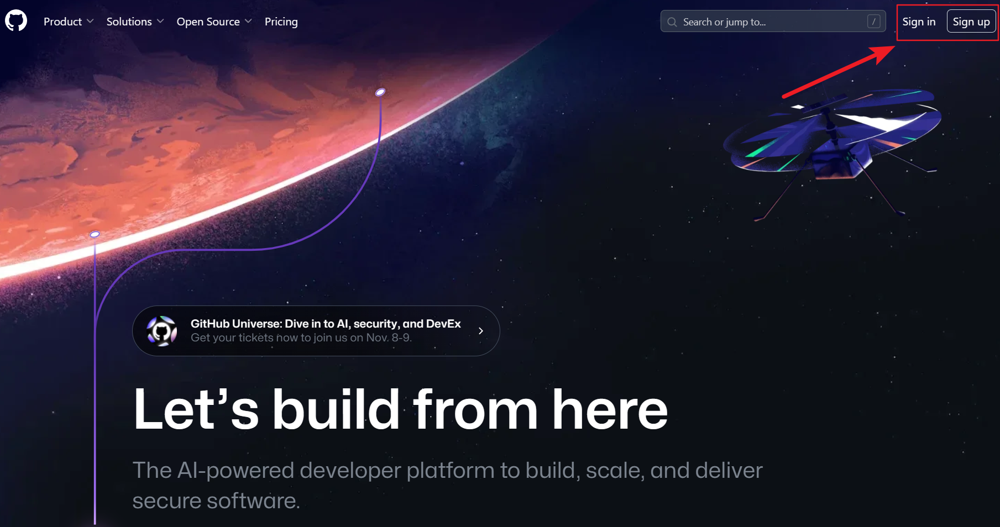 Product Solutions Open Source Pricing Search or jump to... / Sign in Sign up
GitHub Universe: Dive in to AI, security, and DevEx
Get your tickets now to join us on Nov. 8-9.
Let’s build from here
The AI-powered developer platform to build, scale, and deliver
secure software.